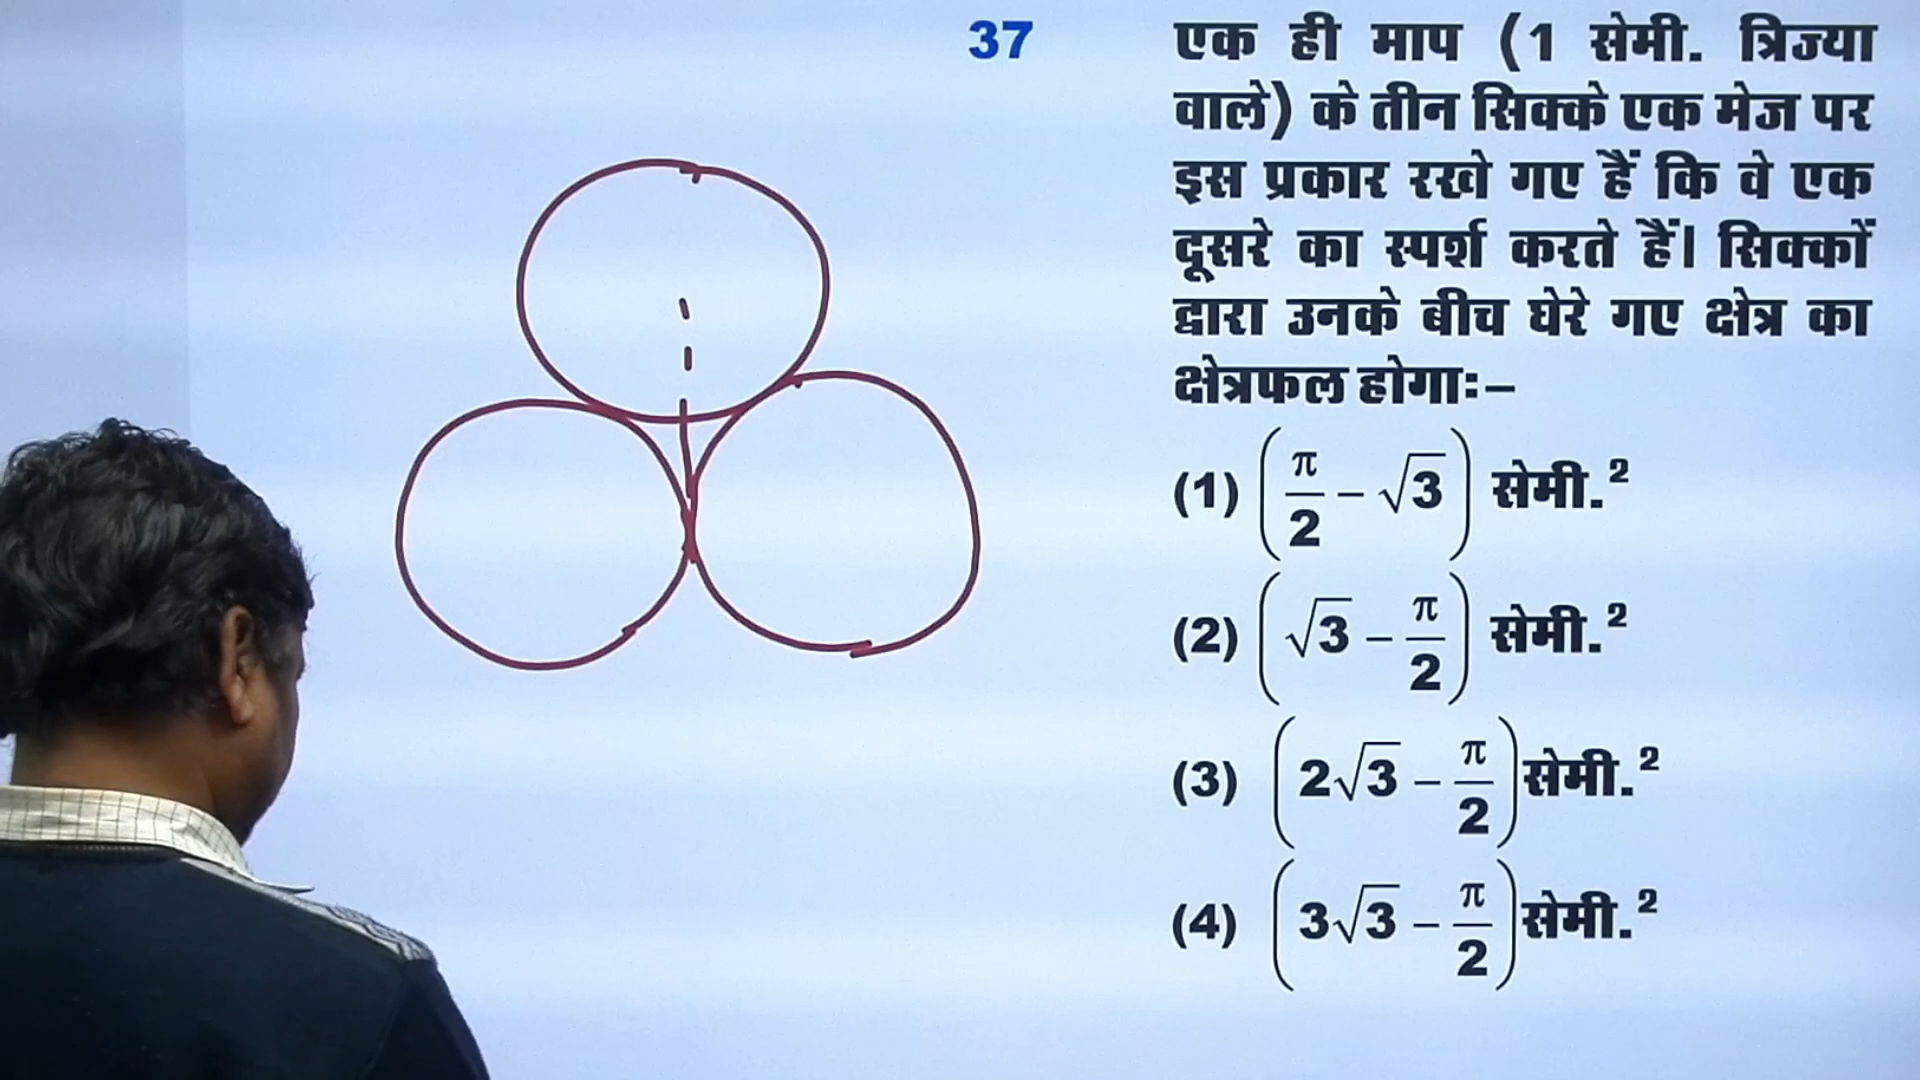 37 एक ही माप (1 सेमी. त्रिज्या
वाले) के तीन सिक्के एक मेज पर
इस प्रकार रखे गए हैं कि वे एक
दूसरे का स्पर्श करते हैं। सिक्कों
द्वारा उनके बीच घेरे गए क्षेत्र का
क्षेत्रफल होगाः–
(1) (π/2 – √3) सेमी.²
(2) (√3 – π/2) सेमी.²
(3) (2√3 – π/2) सेमी.²
(4) (3√3 – π/2) सेमी.²